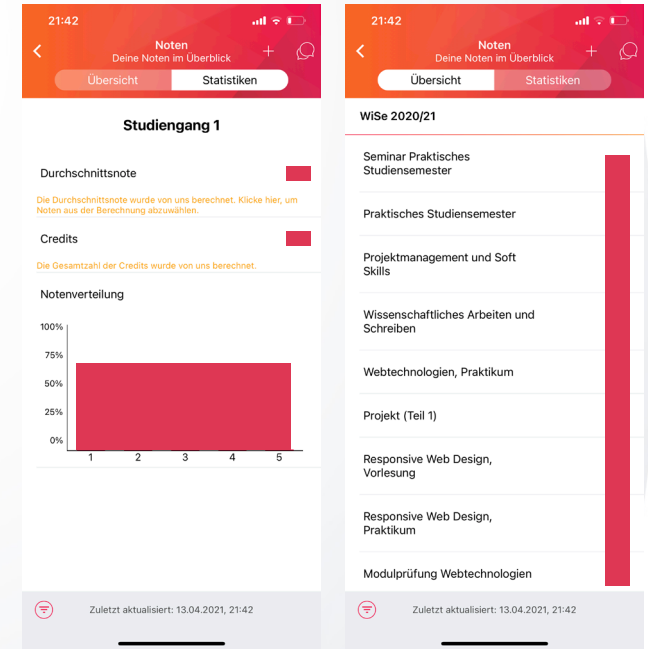 21:42
Noten
Deine Noten im Überblick
Übersicht
Statistiken
Studiengang 1
Durchschnittsnote
Die Durchschnittsnote wurde von uns berechnet. Klicke hier, um
Noten aus der Berechnung abzuwählen.
Credits
Die Gesamtzahl der Credits wurde von uns berechnet.
Notenverteilung
100%
75%
50%
25%
0%
1 2 3 4 5
Zuletzt aktualisiert: 13.04.2021, 21:42
21:42
Noten
Deine Noten im Überblick
Übersicht
Statistiken
WiSe 2020/21
Seminar Praktisches
Studiensemester
Praktisches Studiensemester
Projektmanagement und Soft
Skills
Wissenschaftliches Arbeiten und
Schreiben
Webtechnologien, Praktikum
Projekt (Teil 1)
Responsive Web Design,
Vorlesung
Responsive Web Design,
Praktikum
Modulprüfung Webtechnologien
Zuletzt aktualisiert: 13.04.2021, 21:42